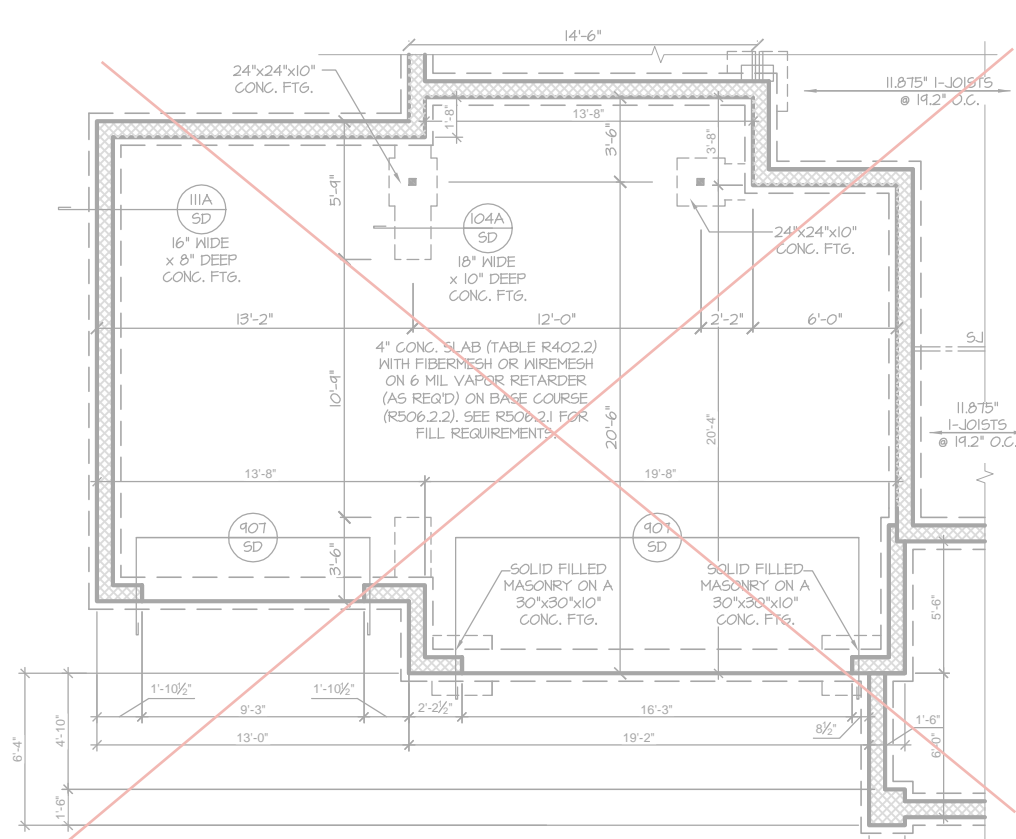 14'-6"
24"x24"x10"
CONC. FTG.
11.875" I-JOISTS
@ 19.2" O.C.
1'-8"
13'-8"
3'-6"
3'-8"
5'-9"
111A
SD
16" WIDE
x 8" DEEP
CONC. FTG.
104A
SD
18" WIDE
x 10" DEEP
CONC. FTG.
24"x24"x10"
CONC. FTG.
13'-2"
12'-0"
2'-2"
6'-0"
SJ
4" CONC. SLAB (TABLE R402.2)
WITH FIBERMESH OR WIREMESH
ON 6 MIL VAPOR RETARDER
(AS REQ'D) ON BASE COURSE
(R506.2.2). SEE R506.2.1 FOR
FILL REQUIREMENTS.
10'-9"
20'-6"
20'-4"
11.875"
I-JOISTS
@ 19.2" O.C.
13'-8"
19'-8"
907
SD
907
SD
3'-6"
SOLID FILLED
MASONRY ON A
30"x30"x10"
CONC. FTG.
SOLID FILLED
MASONRY ON A
30"x30"x10"
CONC. FTG.
5'-6"
1'-10½"
1'-10½"
9'-3"
2'-2½"
16'-3"
8½"
1'-6"
13'-0"
19'-2"
6'-0"
6'-4"
4'-10"
1'-6"